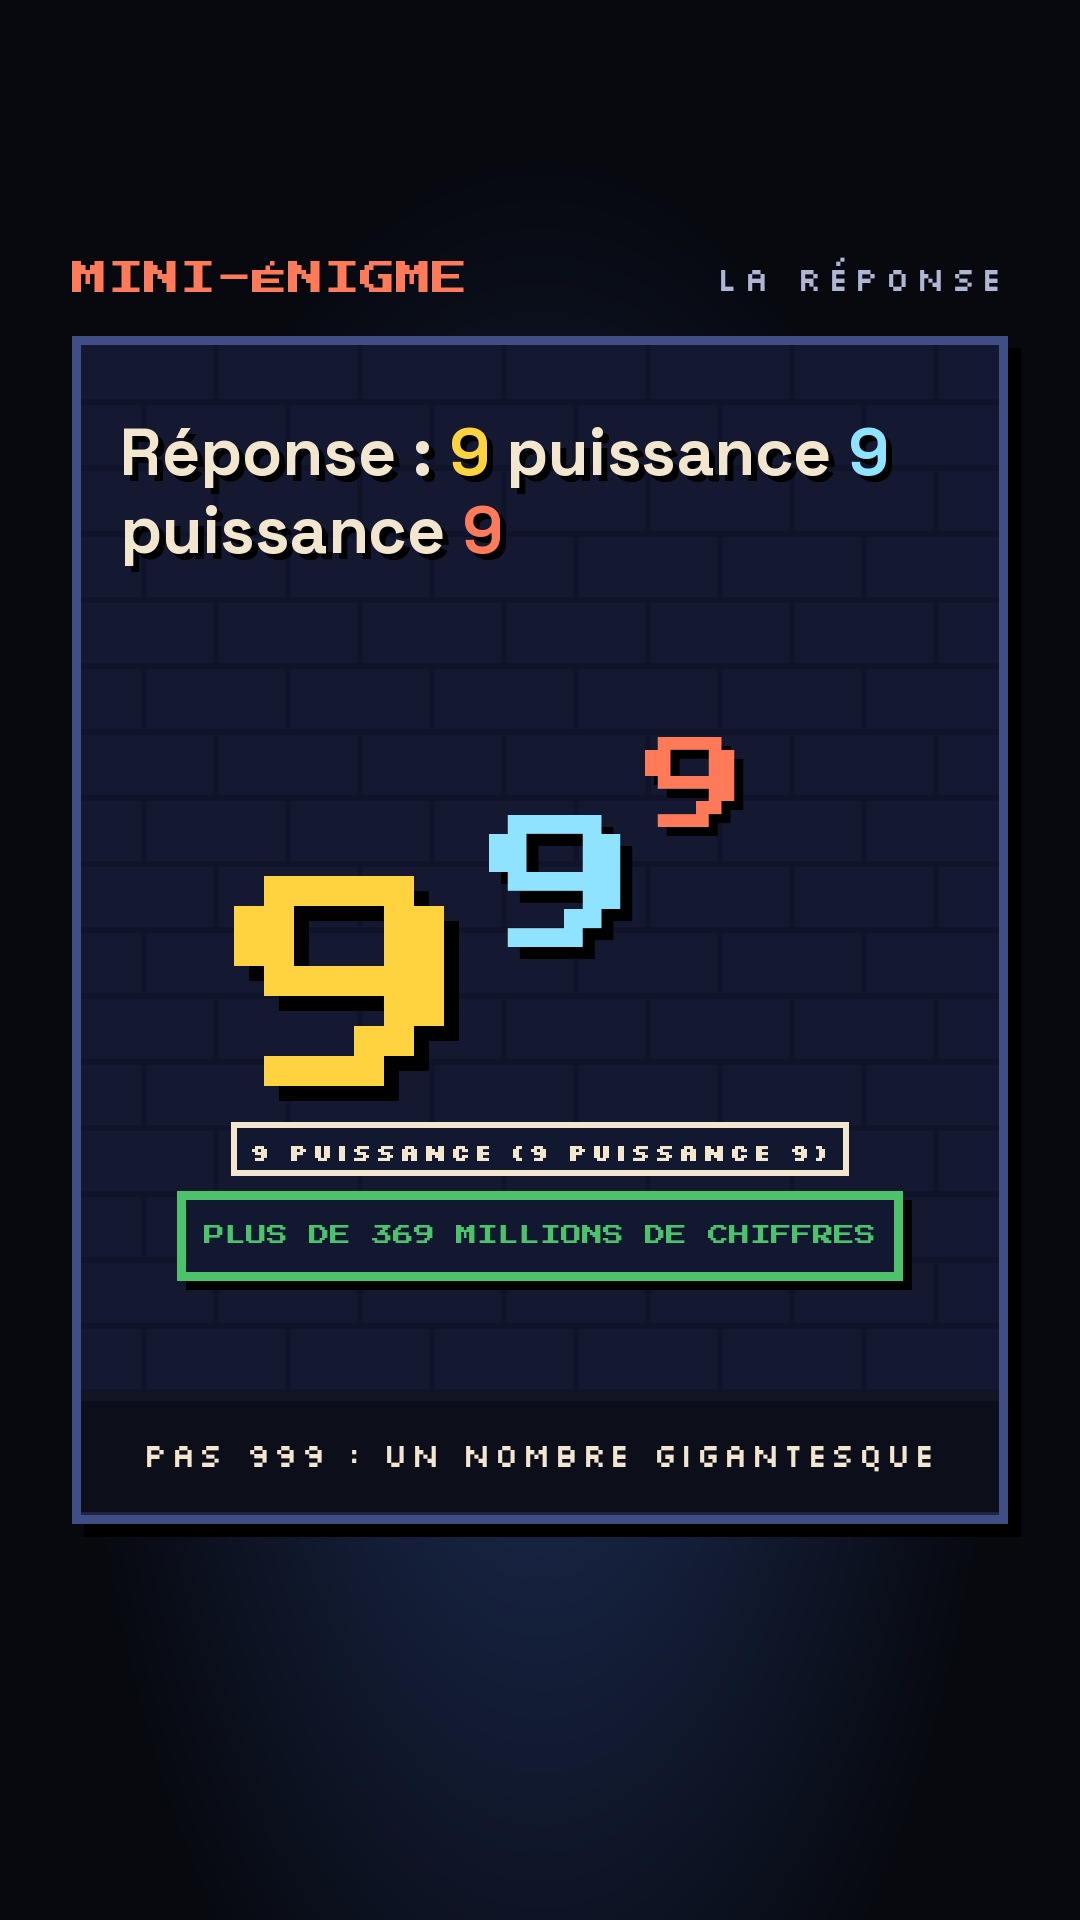 MINI-ÉNIGME
LA RÉPONSE
Réponse : 9 puissance 9
puissance 9
9
9
9
9 PUISSANCE (9 PUISSANCE 9)
PLUS DE 369 MILLIONS DE CHIFFRES
PAS 999 : UN NOMBRE GIGANTESQUE